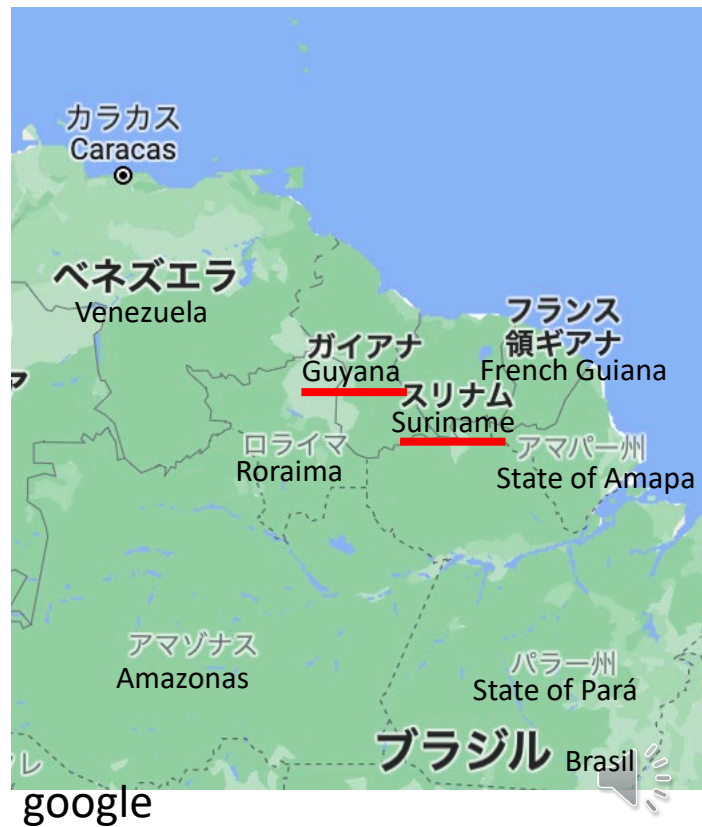 カラカス
Caracas
ベネズエラ
Venezuela
フランス
領ギアナ
French Guiana
ガイアナ
Guyana
スリナム
Suriname
ロライマ
Roraima
アマパー州
State of Amapa
アマゾナス
Amazonas
パラー州
State of Pará
ブラジル
Brasil
ア
レ
google